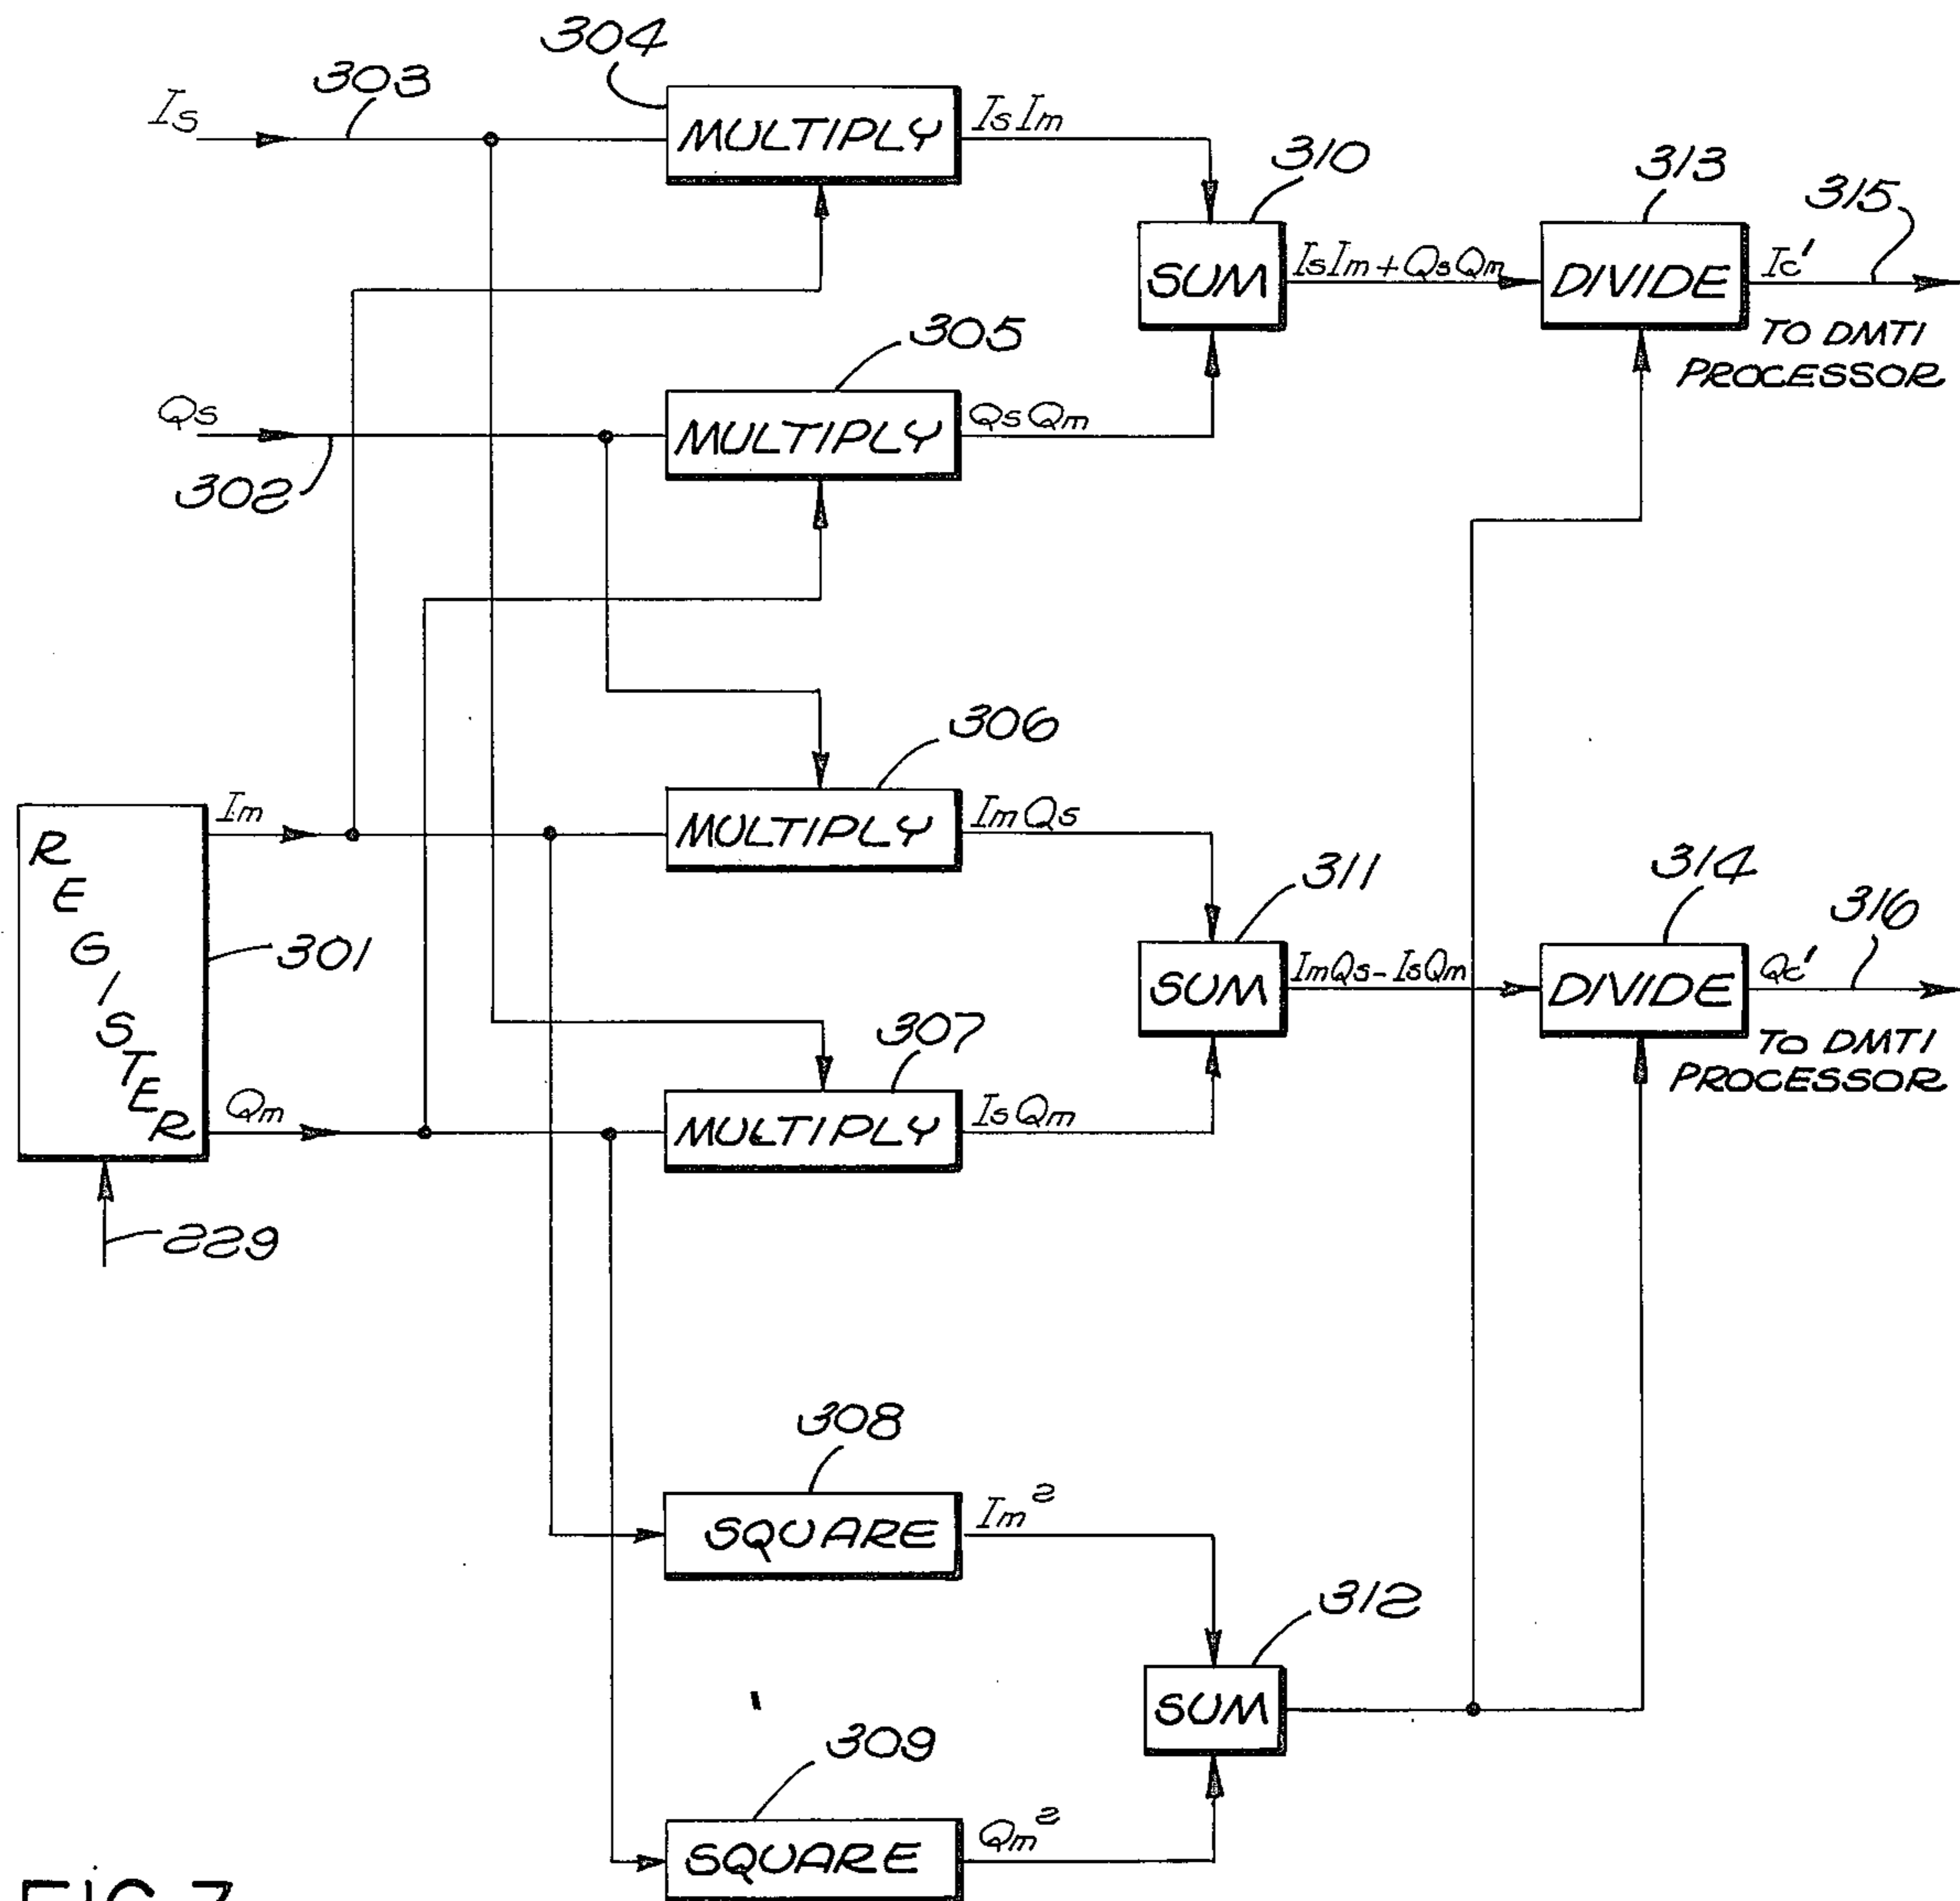 304
303
Is
MULTIPLY
IsIm
310
313
315
SUM
IsIm+QsQm
DIVIDE
Ic'
TO DMTI
PROCESSOR
305
Qs
MULTIPLY
QsQm
302
306
Im
MULTIPLY
ImQs
REGISTER
301
311
314
316
SUM
ImQs-IsQm
DIVIDE
Qc'
TO DMTI
PROCESSOR
307
Qm
MULTIPLY
IsQm
229
308
SQUARE
Im²
312
SUM
309
SQUARE
Qm²
FIG.7